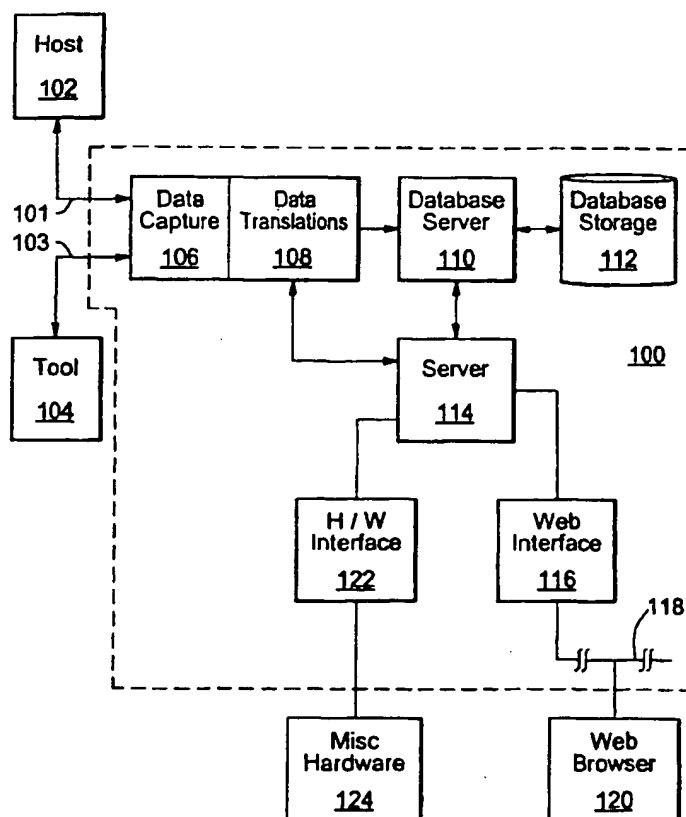 Host
102
101
103
Data
Capture
106
Data
Translations
108
Database
Server
110
Database
Storage
112
Tool
104
Server
114
100
H / W
Interface
122
Web
Interface
116
118
Misc
Hardware
124
Web
Browser
120